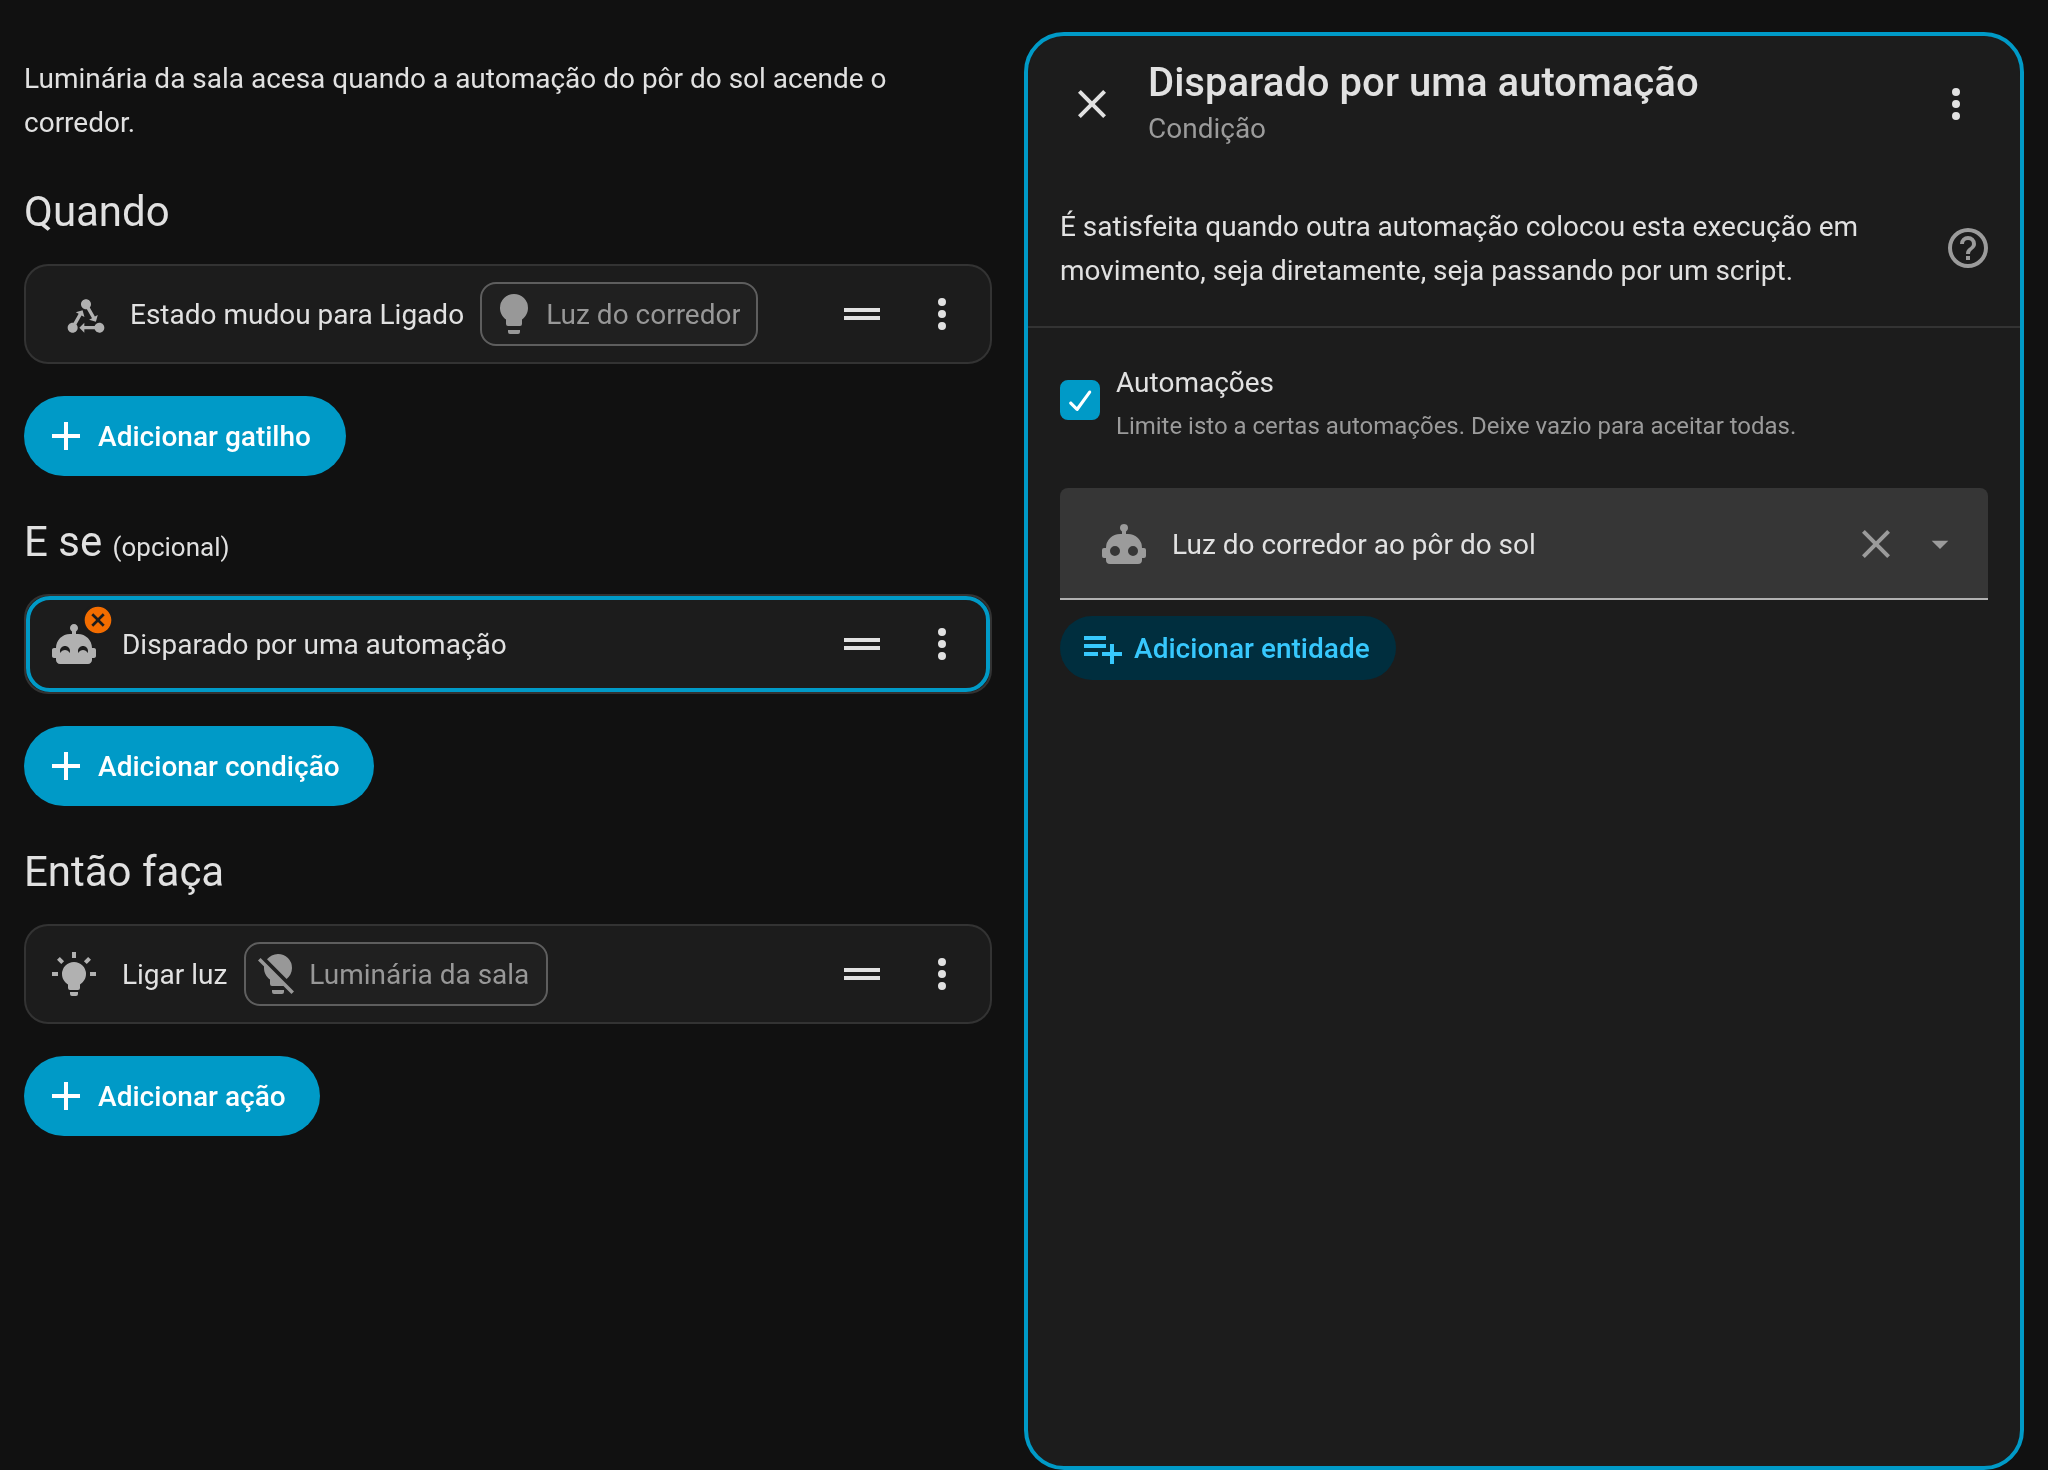 Luminária da sala acesa quando a automação do pôr do sol acende o
corredor.
Quando
Estado mudou para Ligado
Luz do corredor
Adicionar gatilho
E se (opcional)
Disparado por uma automação
Adicionar condição
Então faça
Ligar luz
Luminária da sala
Adicionar ação
Disparado por uma automação
Condição
É satisfeita quando outra automação colocou esta execução em
movimento, seja diretamente, seja passando por um script.
Automações
Limite isto a certas automações. Deixe vazio para aceitar todas.
Luz do corredor ao pôr do sol
Adicionar entidade